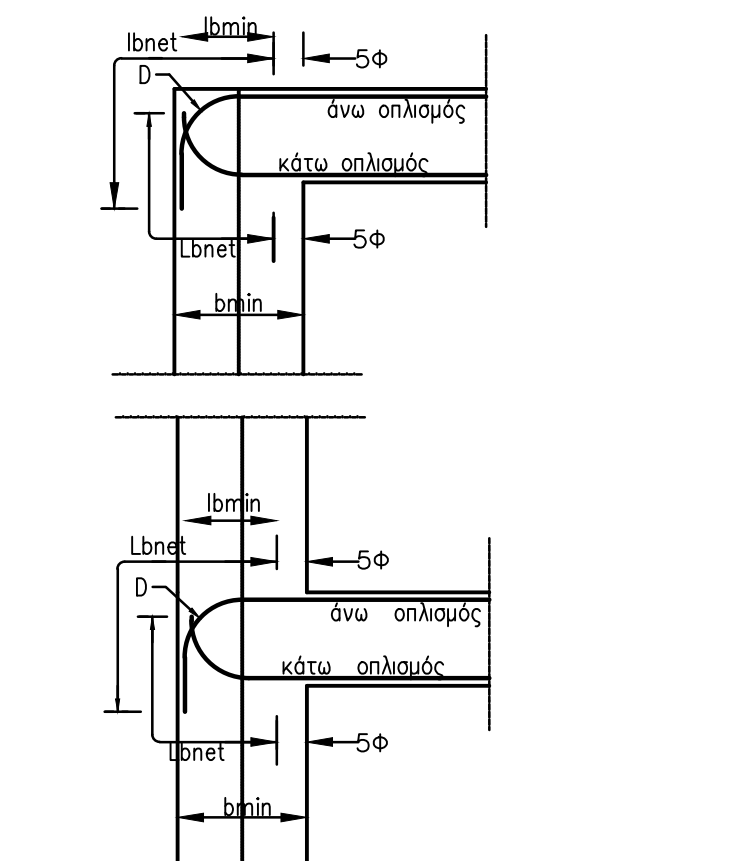 lbmin
lbnet
5Φ
D
άνω οπλισμός
κάτω οπλισμός
Lbnet
5Φ
bmin
lbmin
Lbnet
5Φ
D
άνω οπλισμός
κάτω οπλισμός
Lbnet
5Φ
bmin